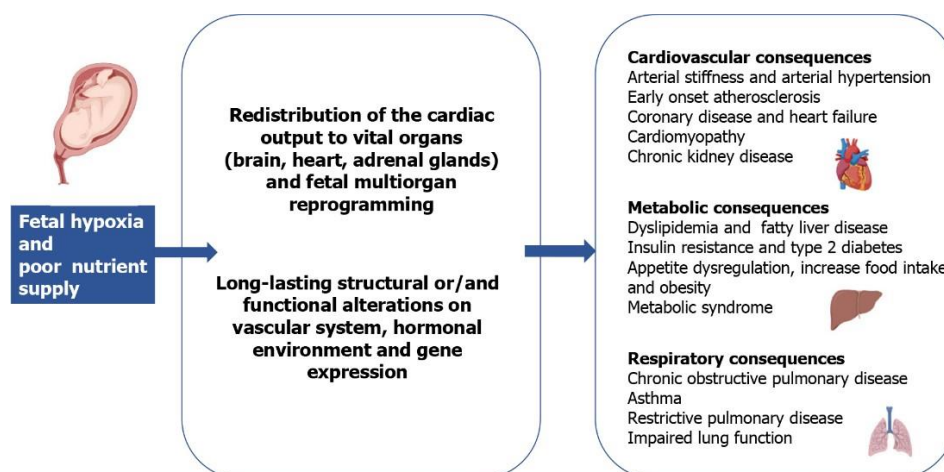 Fetal hypoxia
and
poor nutrient
supply
Redistribution of the cardiac
output to vital organs
(brain, heart, adrenal glands)
and fetal multiorgan
reprogramming
Long-lasting structural or/and
functional alterations on
vascular system, hormonal
environment and gene
expression
Cardiovascular consequences
Arterial stiffness and arterial hypertension
Early onset atherosclerosis
Coronary disease and heart failure
Cardiomyopathy
Chronic kidney disease
Metabolic consequences
Dyslipidemia and fatty liver disease
Insulin resistance and type 2 diabetes
Appetite dysregulation, increase food intake
and obesity
Metabolic syndrome
Respiratory consequences
Chronic obstructive pulmonary disease
Asthma
Restrictive pulmonary disease
Impaired lung function